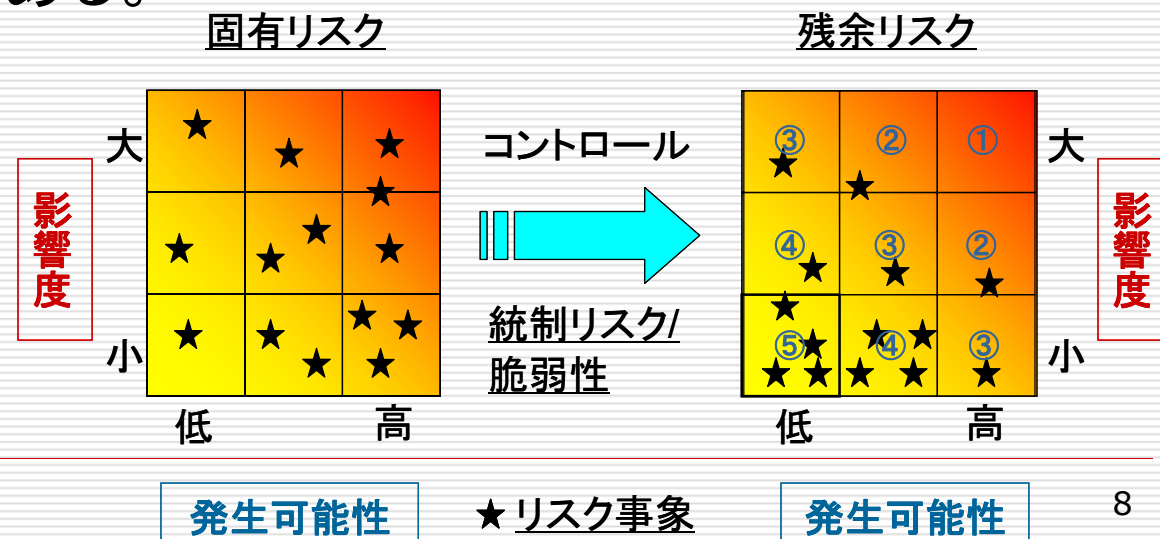 ある。
固有リスク
残余リスク
大
小
影響度
低
高
コントロール
統制リスク/
脆弱性
③
②
①
④
③
②
⑤
④
③
大
小
影響度
低
高
発生可能性
★リスク事象
発生可能性
8